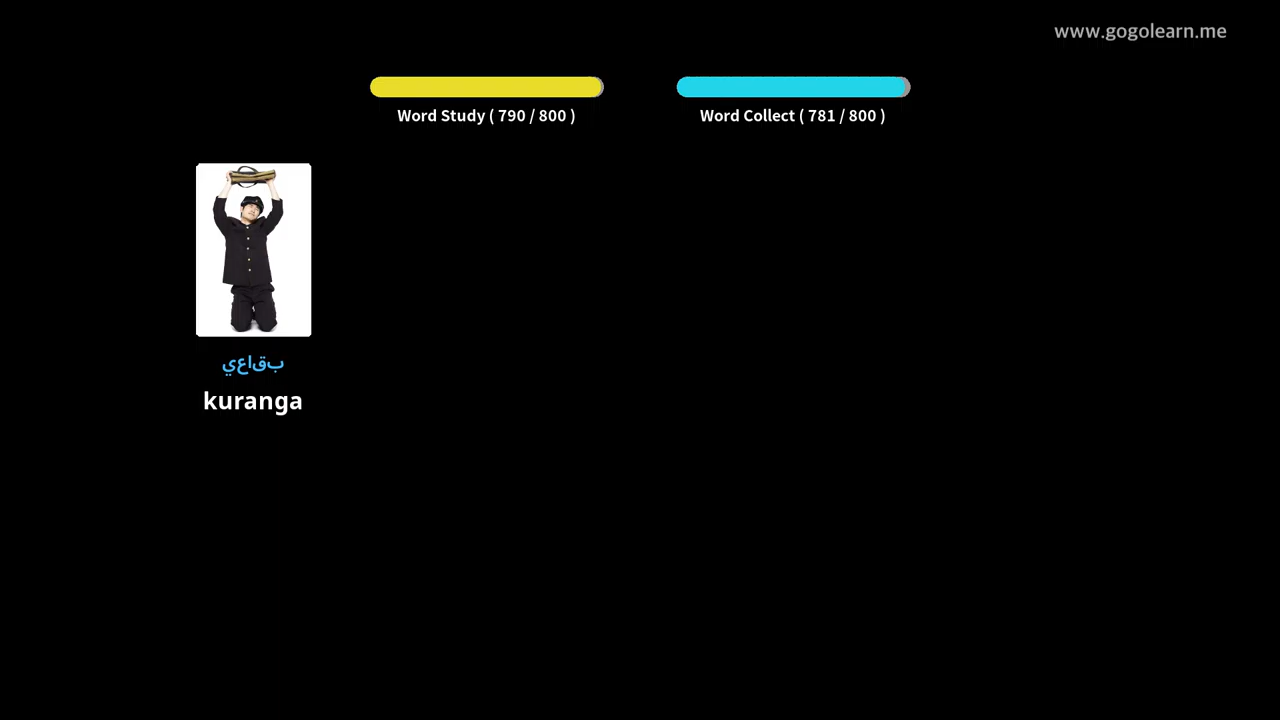 www.gogolearn.me
Word Study ( 790 / 800 )
Word Collect ( 781 / 800 )
بقاعي
kuranga